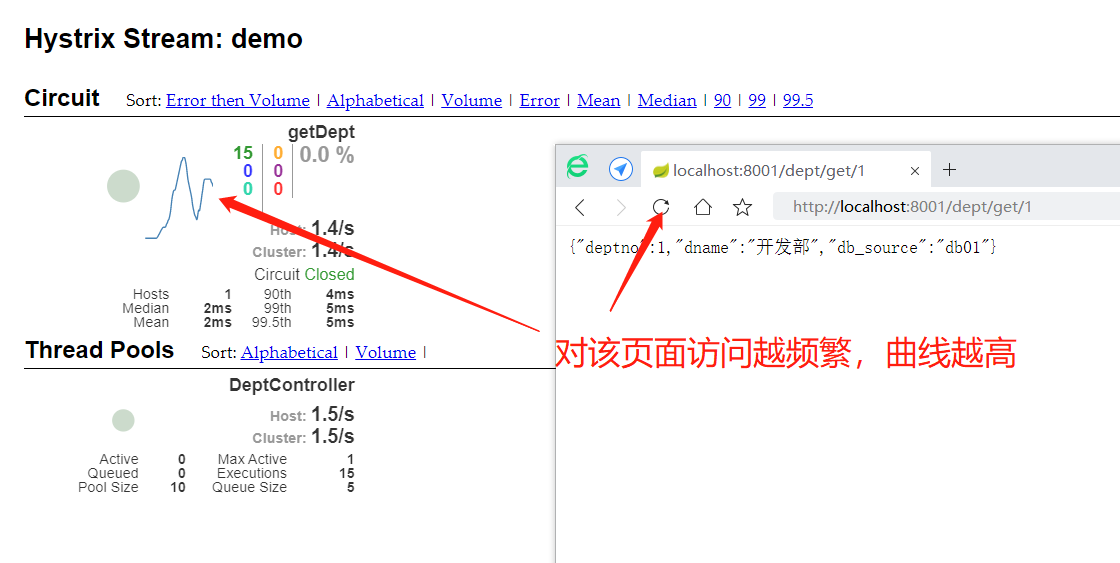 Hystrix Stream: demo
Circuit Sort: Error then Volume | Alphabetical | Volume | Error | Mean | Median | 90 | 99 | 99.5
getDept
15 0 0.0 %
0 0
0 0
Host: 1.4/s
Cluster: 1.4/s
Circuit Closed
Hosts 1 90th 4ms
Median 2ms 99th 5ms
Mean 2ms 99.5th 5ms
Thread Pools Sort: Alphabetical | Volume |
DeptController
Host: 1.5/s
Cluster: 1.5/s
Active 0 Max Active 1
Queued 0 Executions 15
Pool Size 10 Queue Size 5
localhost:8001/dept/get/1
http://localhost:8001/dept/get/1
{"deptno":1,"dname":"开发部","db_source":"db01"}
对该页面访问越频繁，曲线越高